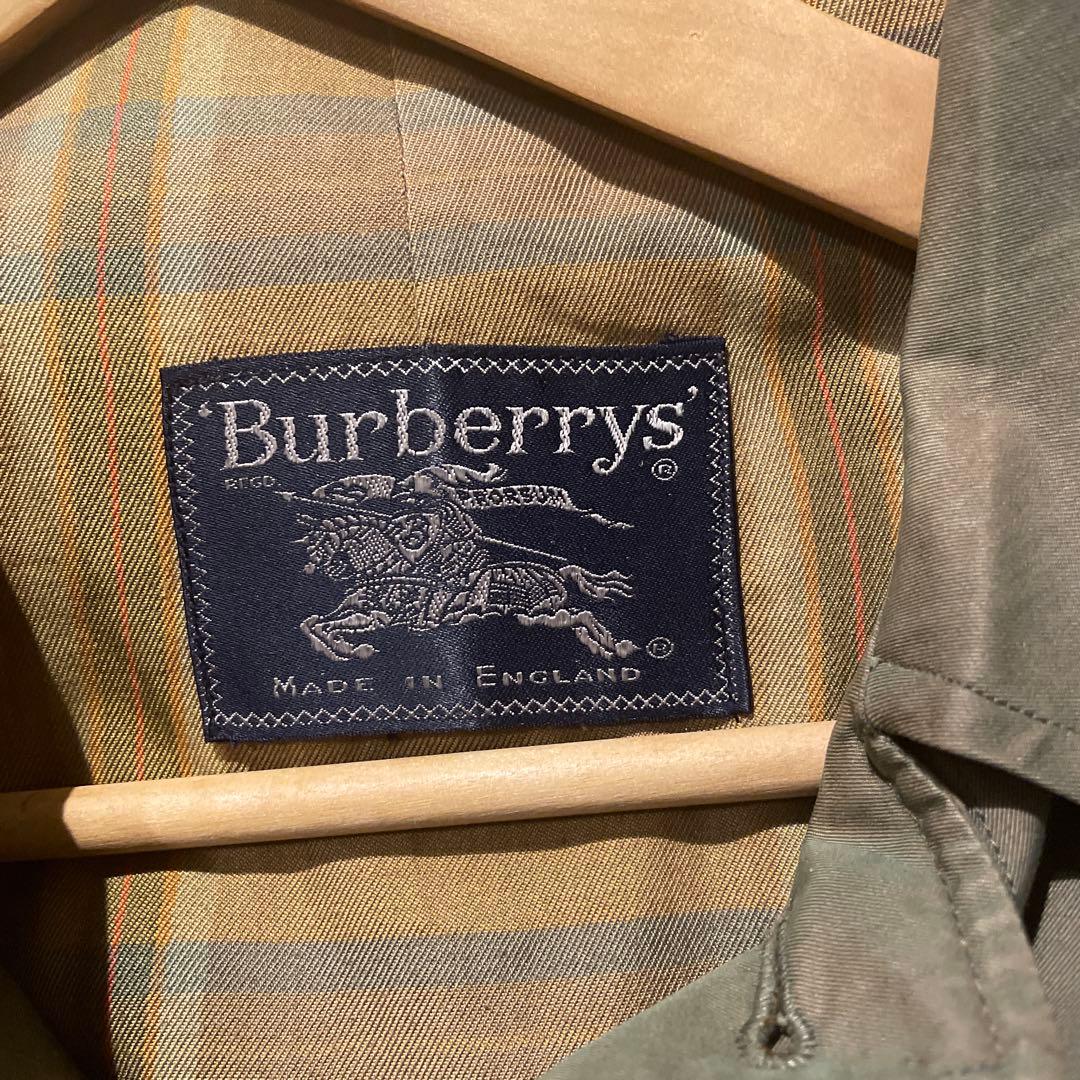 'Burberrys'
REGD.
®
PRORSUM
®
MADE IN ENGLAND